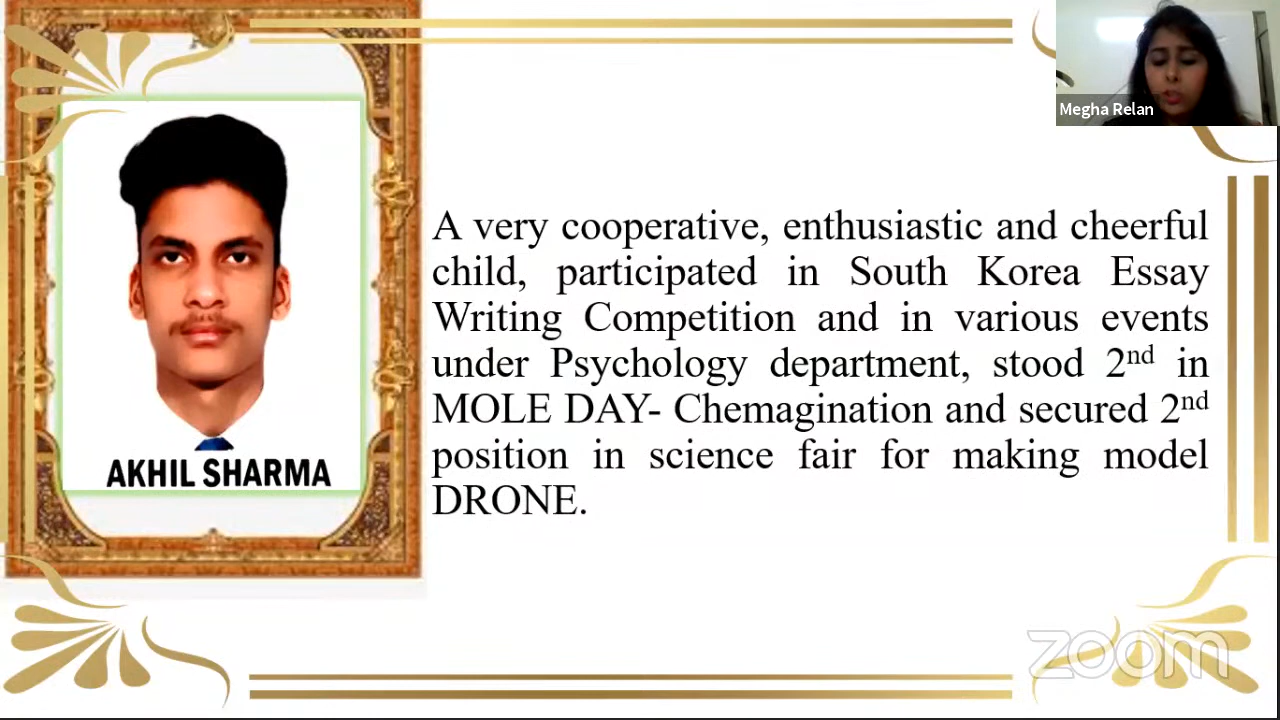 Megha Relan
A very cooperative, enthusiastic and cheerful
child, participated in South Korea Essay
Writing Competition and in various events
under Psychology department, stood 2nd in
MOLE DAY- Chemagination and secured 2nd
position in science fair for making model
DRONE.
AKHIL SHARMA
zoom